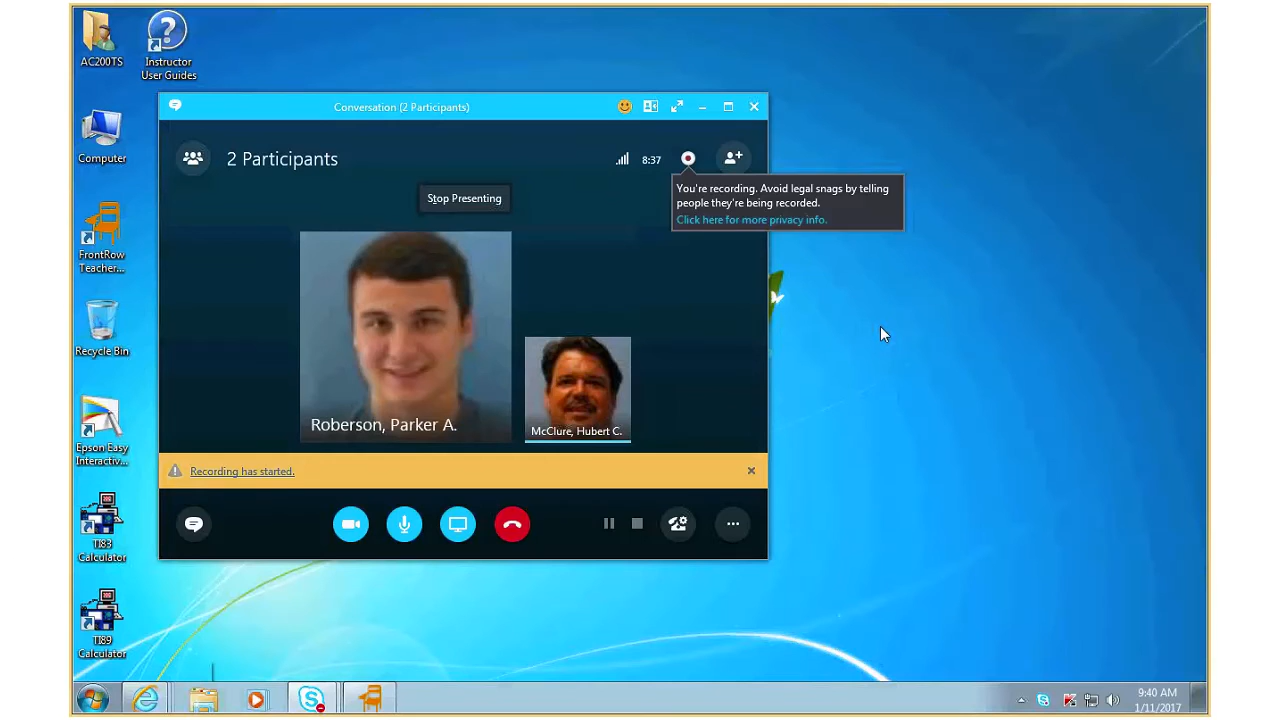 AC200TS
Instructor
User Guides
Computer
FrontRow
Teacher...
Recycle Bin
Epson Easy
Interactiv...
TI83
Calculator
TI89
Calculator
Conversation (2 Participants)
2 Participants
8:37
Stop Presenting
You're recording. Avoid legal snags by telling
people they're being recorded.
Click here for more privacy info.
Roberson, Parker A.
McClure, Hubert C.
Recording has started.
9:40 AM
1/11/2017